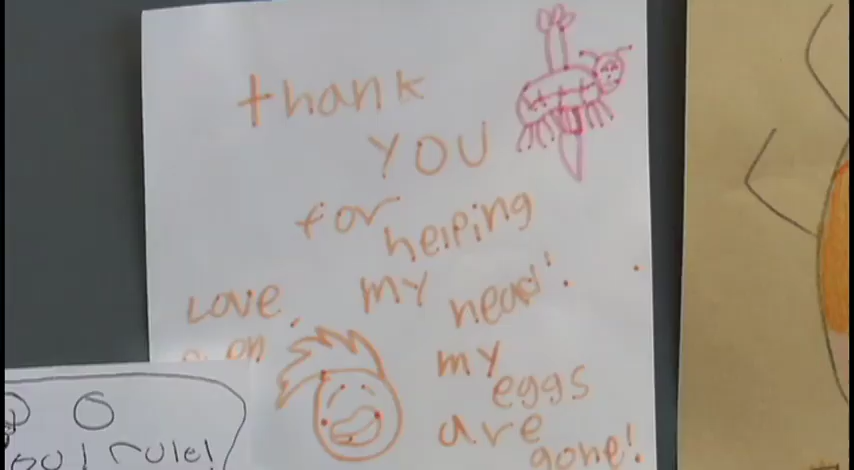 thank
YOU
for helping
my head!
Love,
my
eggs
are
gone!
rule!